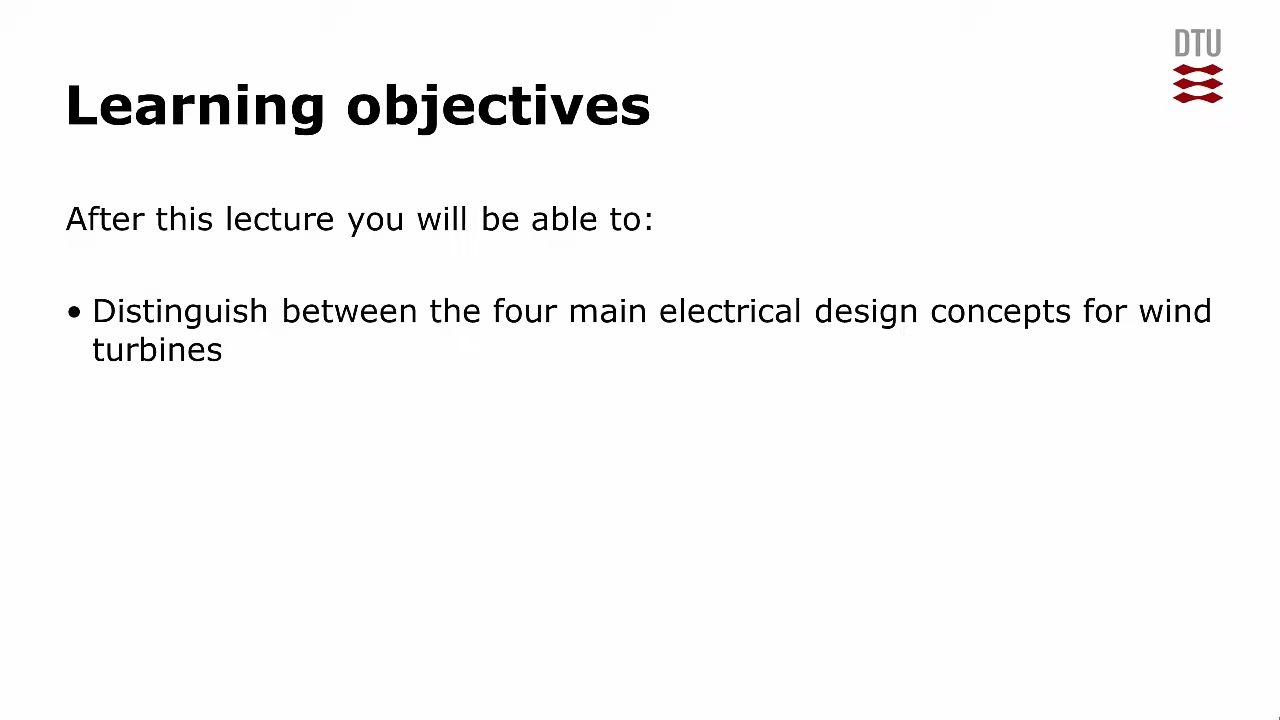 DTU
Learning objectives
After this lecture you will be able to:
• Distinguish between the four main electrical design concepts for wind
turbines